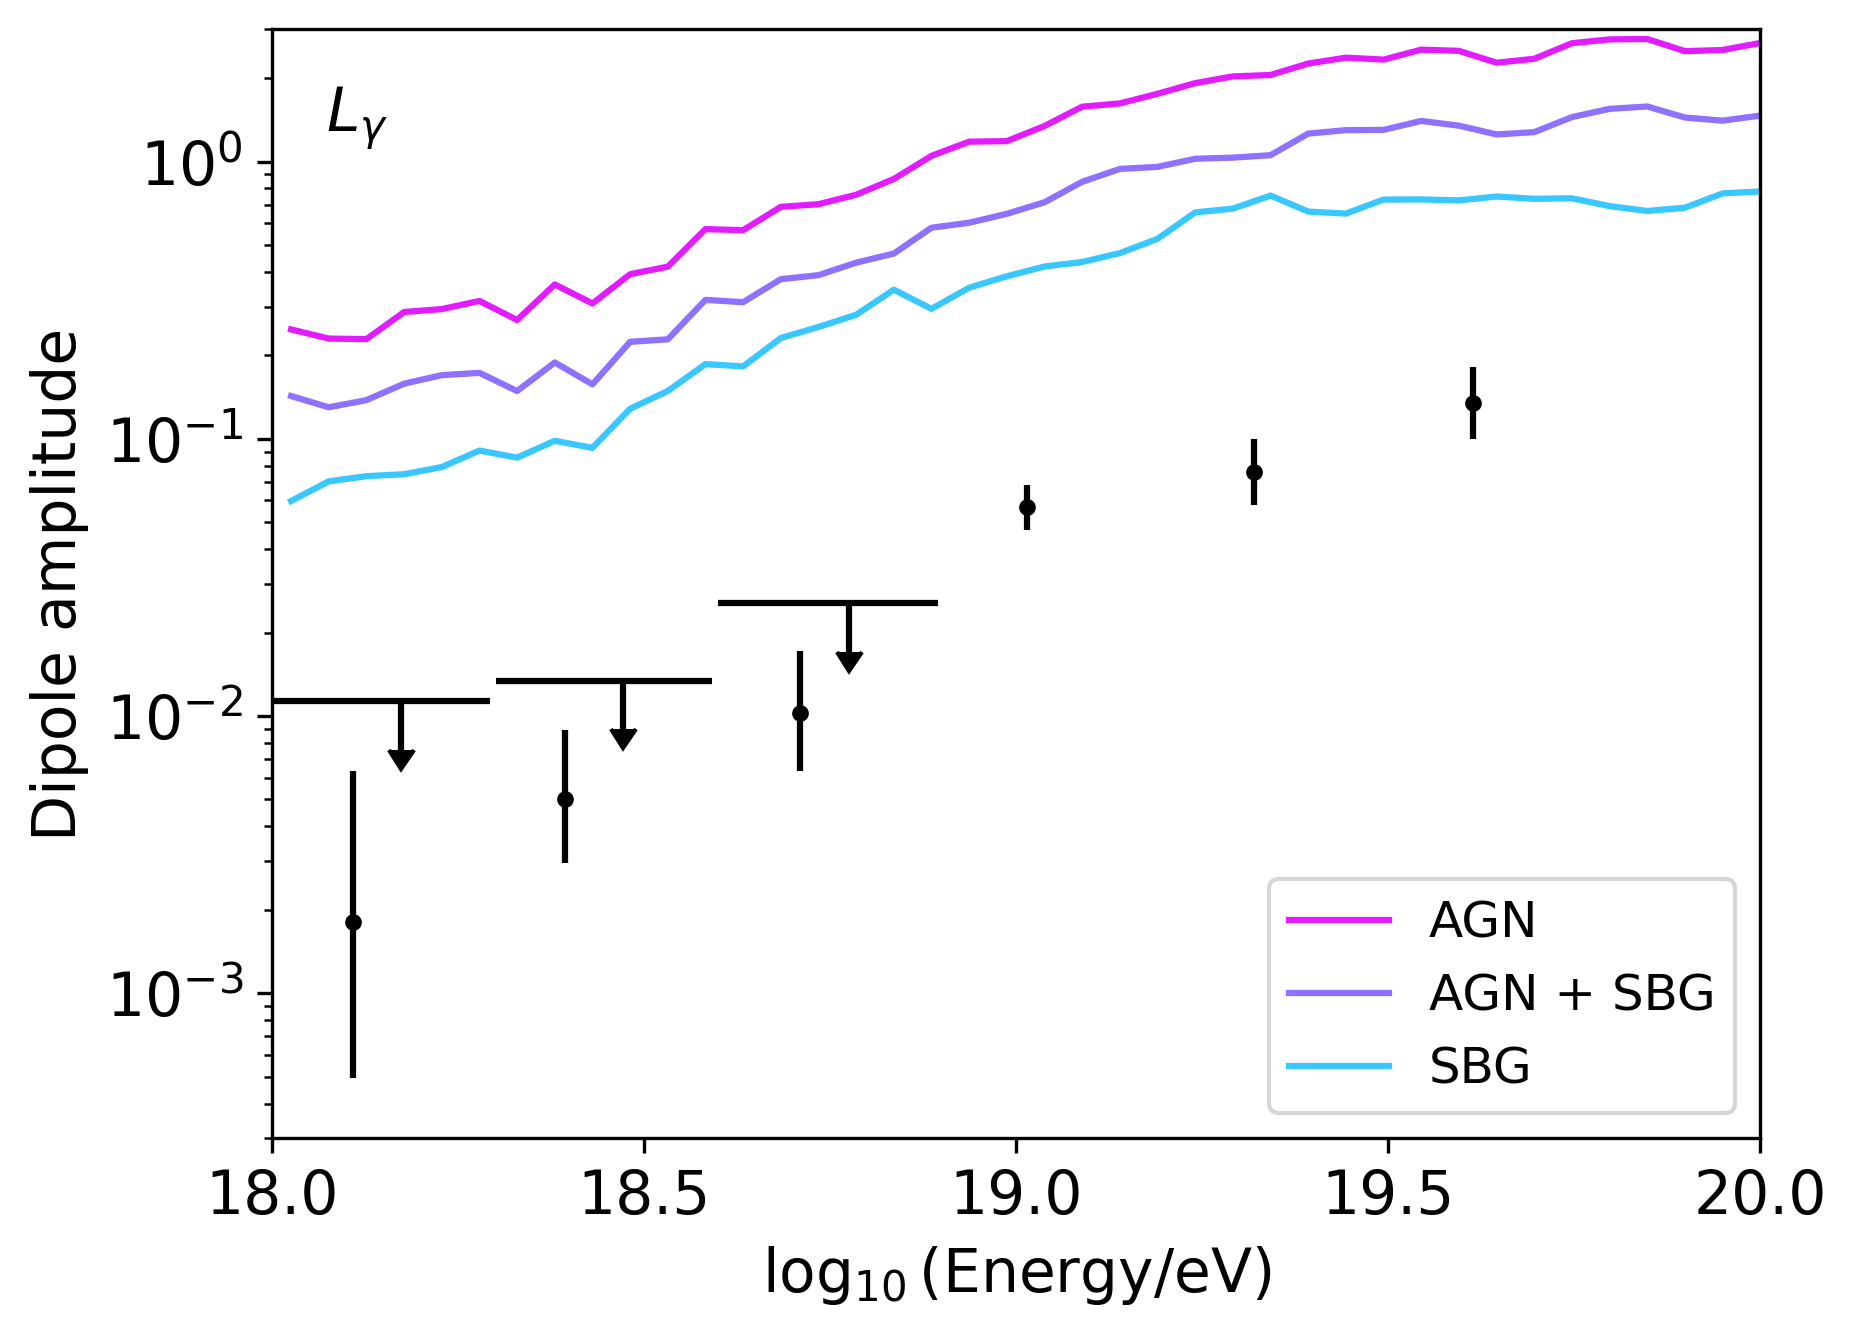 L_γ
10^0
10^−1
10^−2
10^−3
Dipole amplitude
18.0 18.5 19.0 19.5 20.0
log_10 (Energy/eV)
AGN
AGN + SBG
SBG